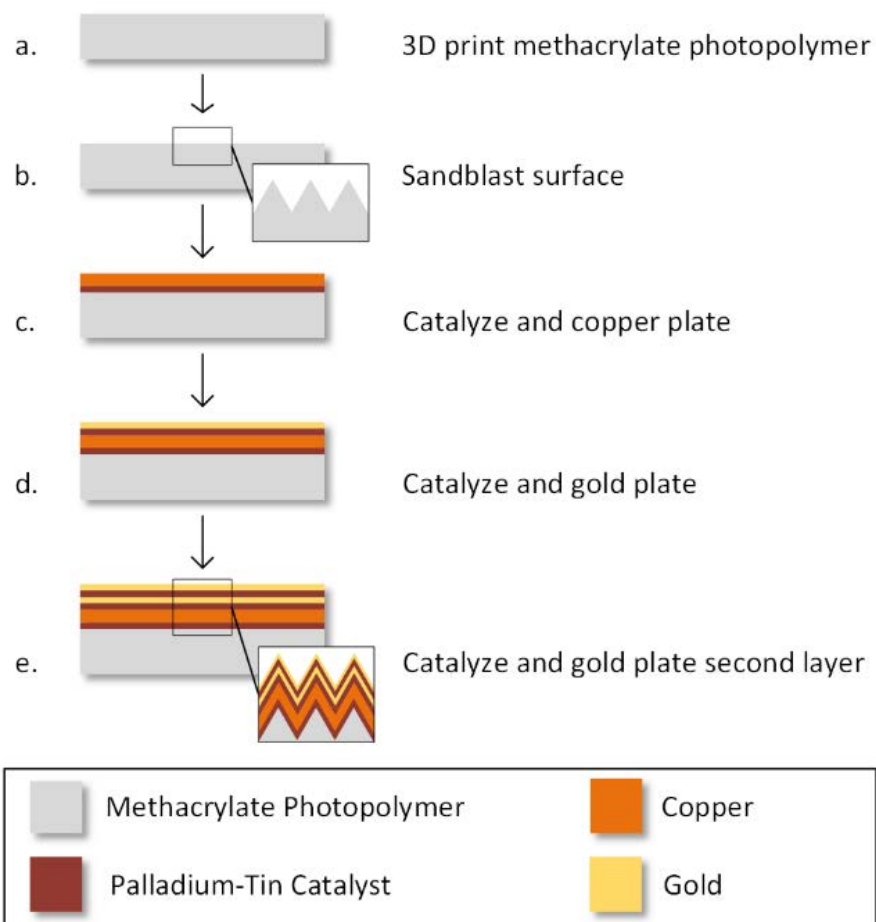 a. 3D print methacrylate photopolymer
b. Sandblast surface
c. Catalyze and copper plate
d. Catalyze and gold plate
e. Catalyze and gold plate second layer
Methacrylate Photopolymer Copper
Palladium-Tin Catalyst Gold